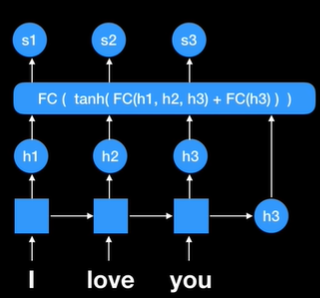 s1 s2 s3
FC ( tanh( FC(h1, h2, h3) + FC(h3) ) )
h1 h2 h3
h3
I love you